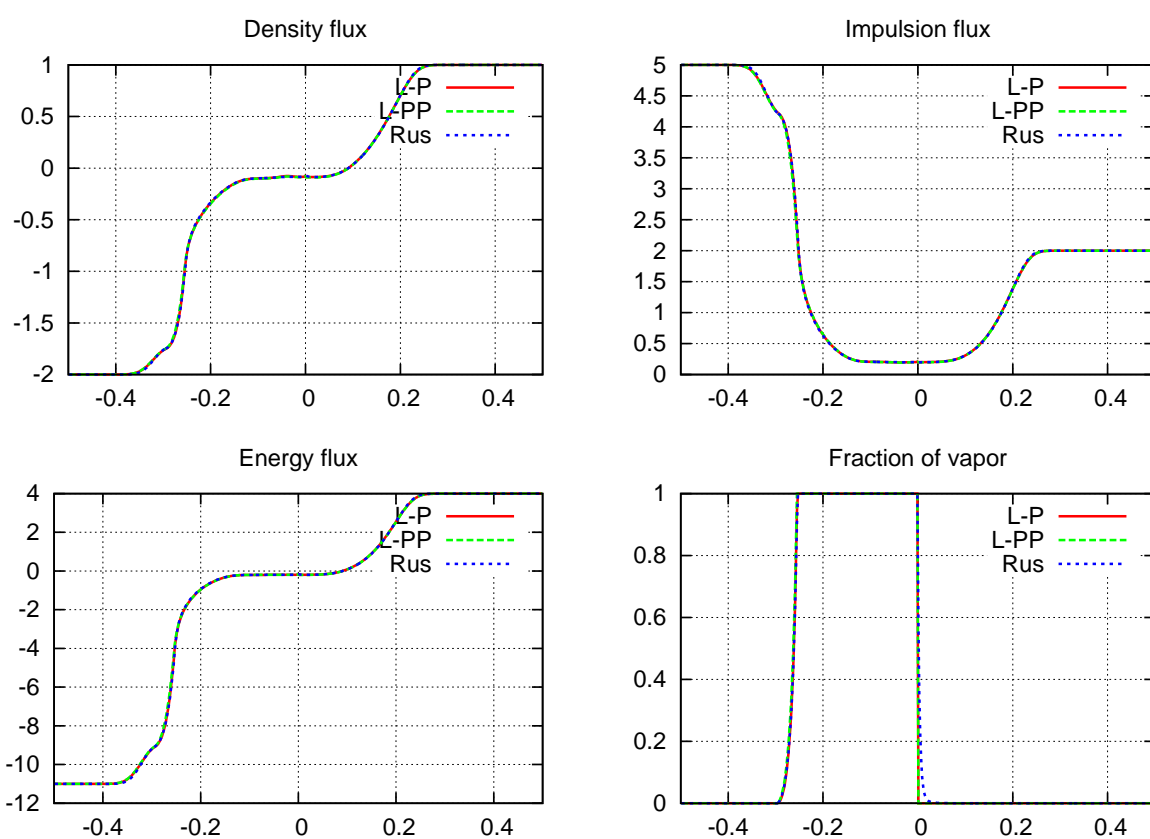 Density flux
1
0.5
0
-0.5
-1
-1.5
-2
-0.4 -0.2 0 0.2 0.4
L-P
L-PP
Rus
Impulsion flux
5
4.5
4
3.5
3
2.5
2
1.5
1
0.5
0
-0.4 -0.2 0 0.2 0.4
L-P
L-PP
Rus
Energy flux
4
2
0
-2
-4
-6
-8
-10
-12
-0.4 -0.2 0 0.2 0.4
L-P
L-PP
Rus
Fraction of vapor
1
0.8
0.6
0.4
0.2
0
-0.4 -0.2 0 0.2 0.4
L-P
L-PP
Rus